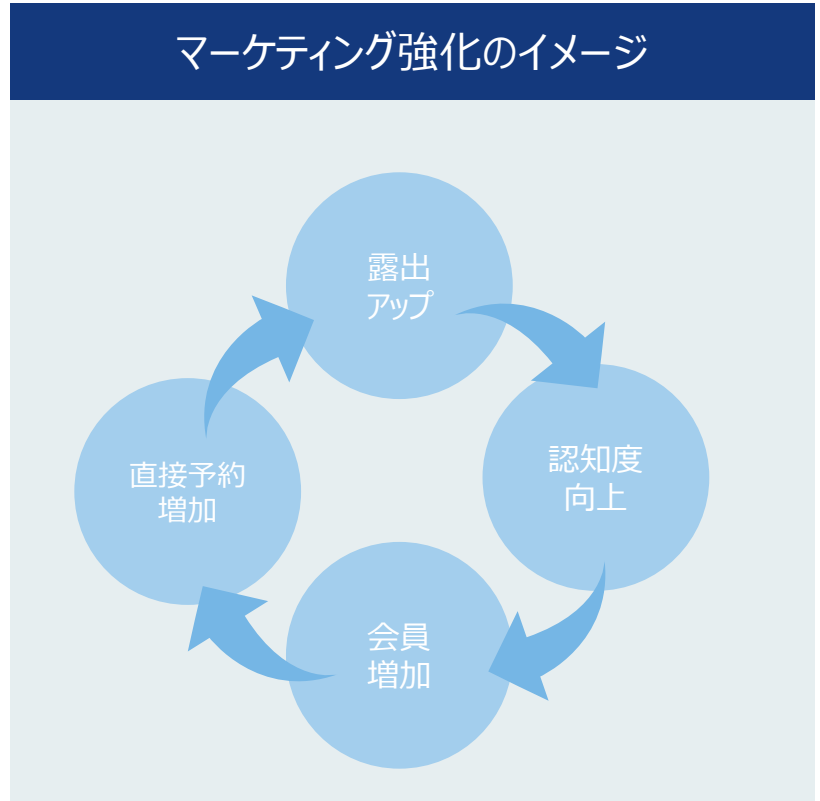 マーケティング強化のイメージ
露出
アップ
認知度
向上
会員
増加
直接予約
増加